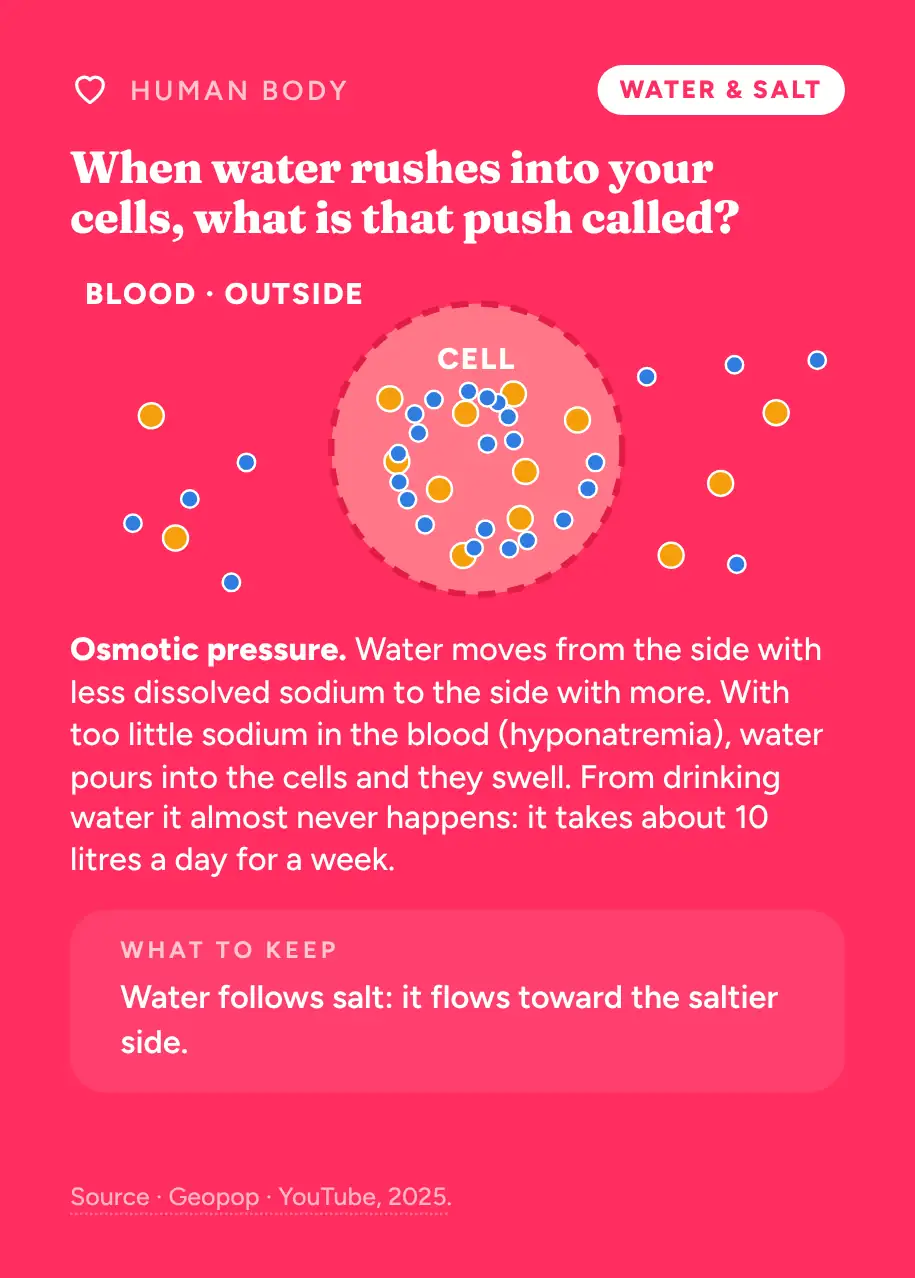 HUMAN BODY
WATER & SALT
When water rushes into your
cells, what is that push called?
BLOOD · OUTSIDE
CELL
Osmotic pressure. Water moves from the side with
less dissolved sodium to the side with more. With
too little sodium in the blood (hyponatremia), water
pours into the cells and they swell. From drinking
water it almost never happens: it takes about 10
litres a day for a week.
WHAT TO KEEP
Water follows salt: it flows toward the saltier
side.
Source · Geopop · YouTube, 2025.